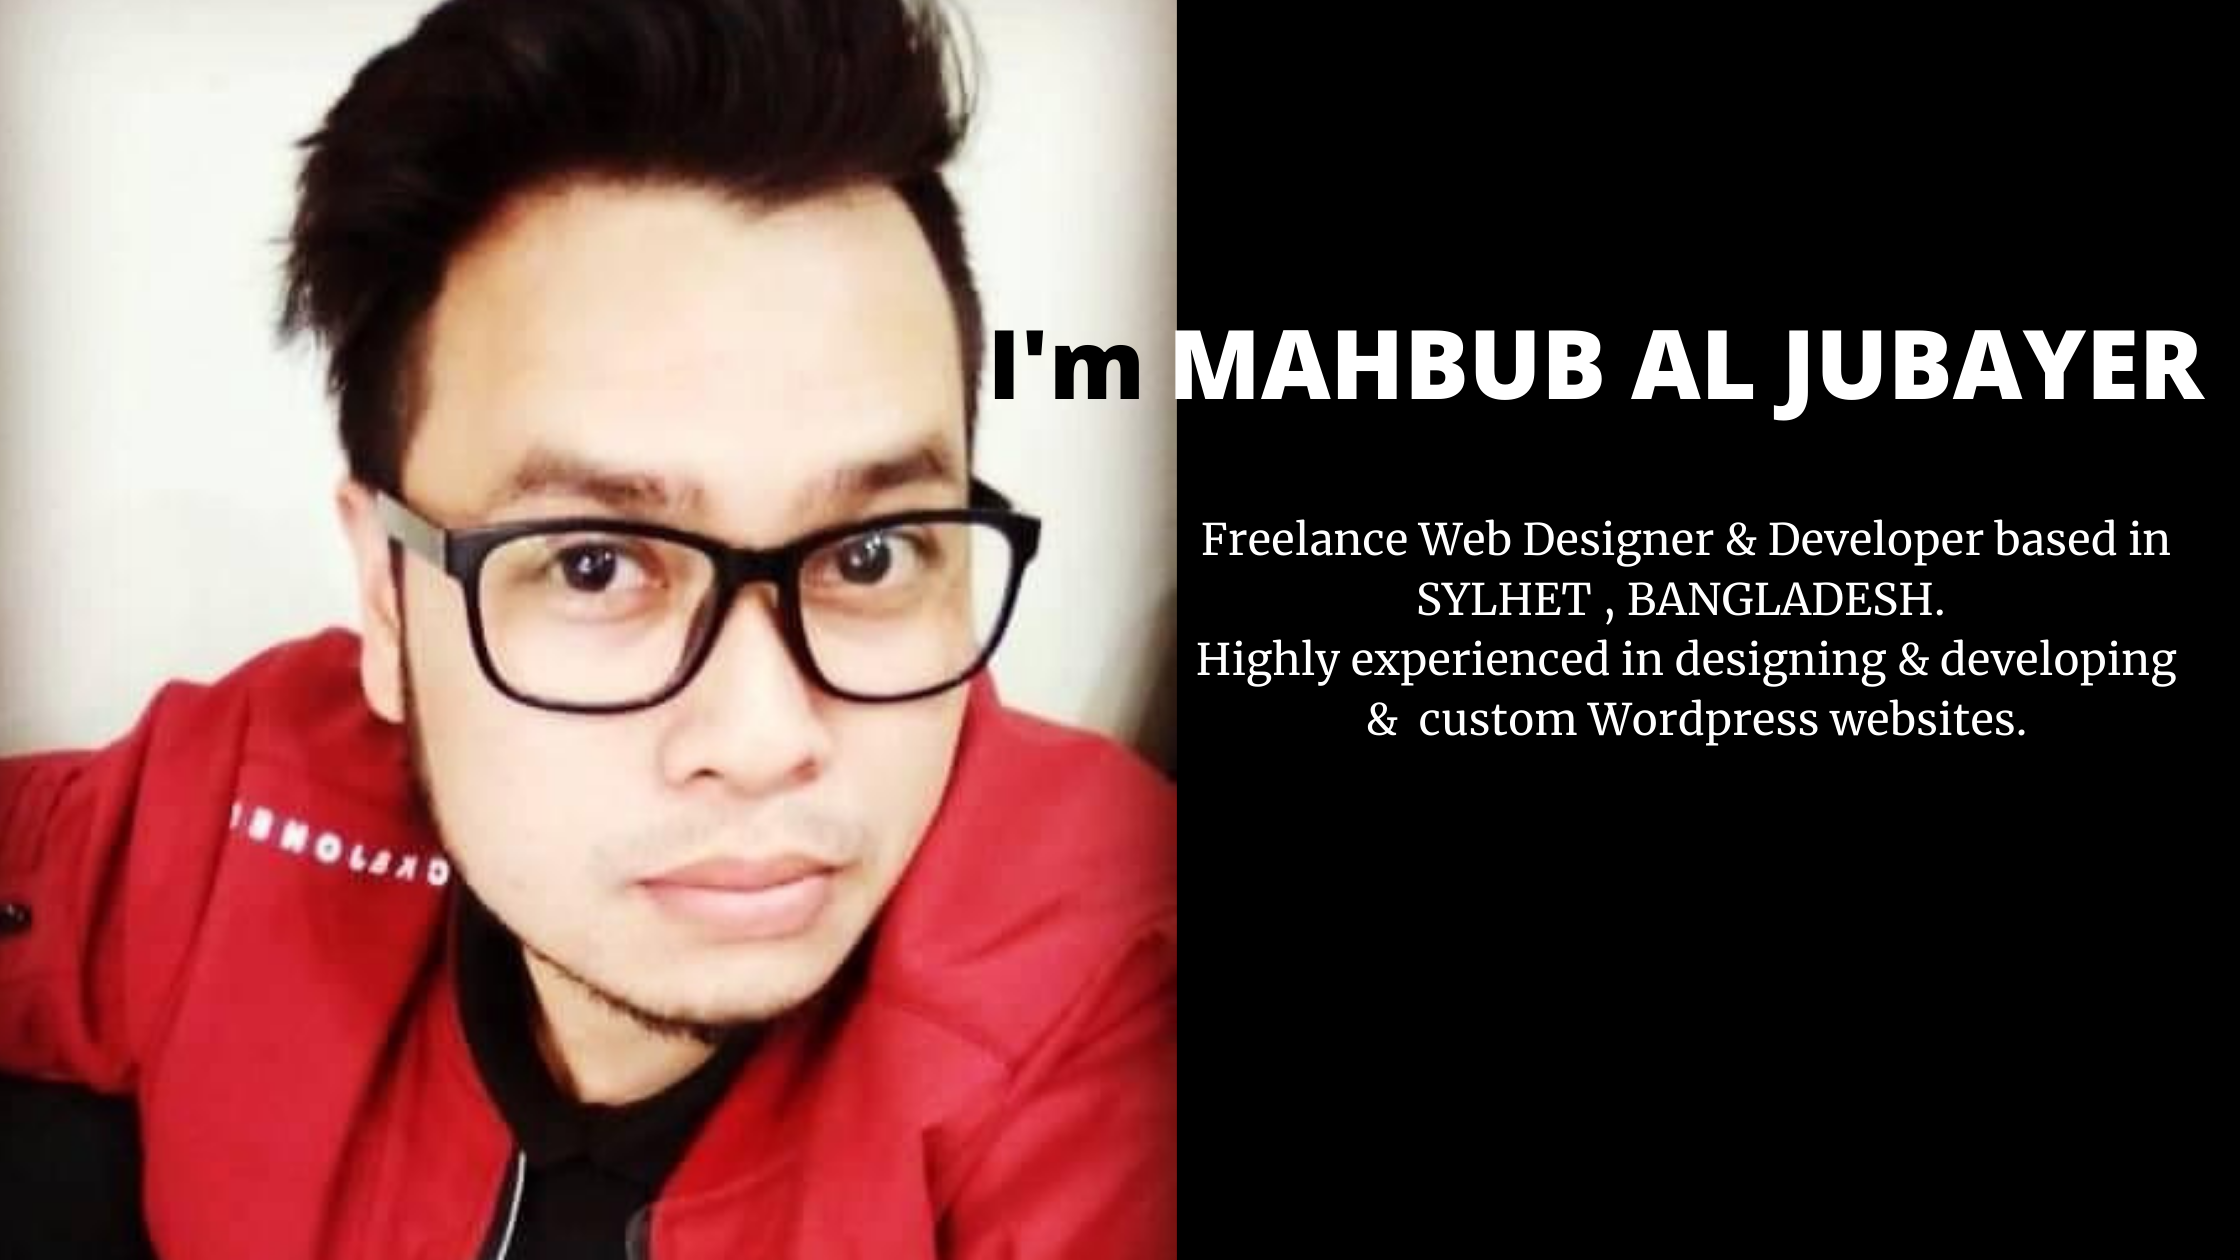 I'm MAHBUB AL JUBAYER
Freelance Web Designer & Developer based in
SYLHET , BANGLADESH.
Highly experienced in designing & developing
& custom Wordpress websites.